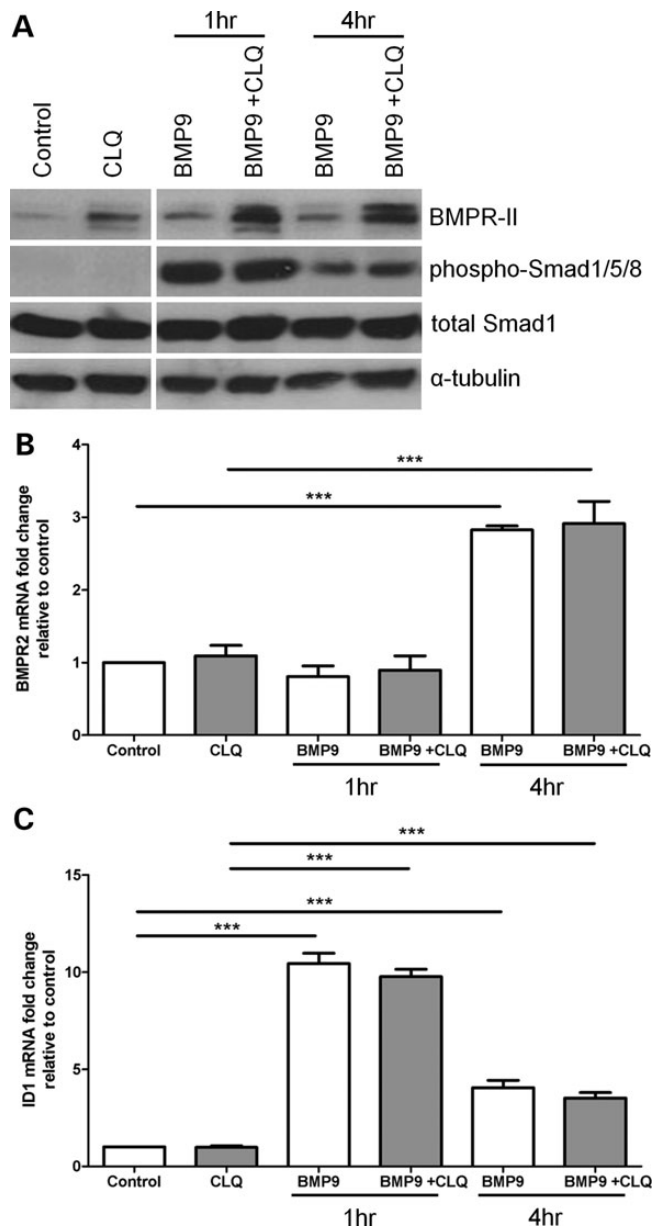 A
1hr 4hr
Control CLQ BMP9 BMP9 +CLQ BMP9 BMP9 +CLQ
BMPR-II
phospho-Smad1/5/8
total Smad1
α-tubulin
B
BMPR2 mRNA fold change
relative to control
4
3
2
1
0
***
***
Control CLQ BMP9 BMP9 +CLQ BMP9 BMP9 +CLQ
1hr 4hr
C
ID1 mRNA fold change
relative to control
15
10
5
0
***
***
***
***
Control CLQ BMP9 BMP9 +CLQ BMP9 BMP9 +CLQ
1hr 4hr